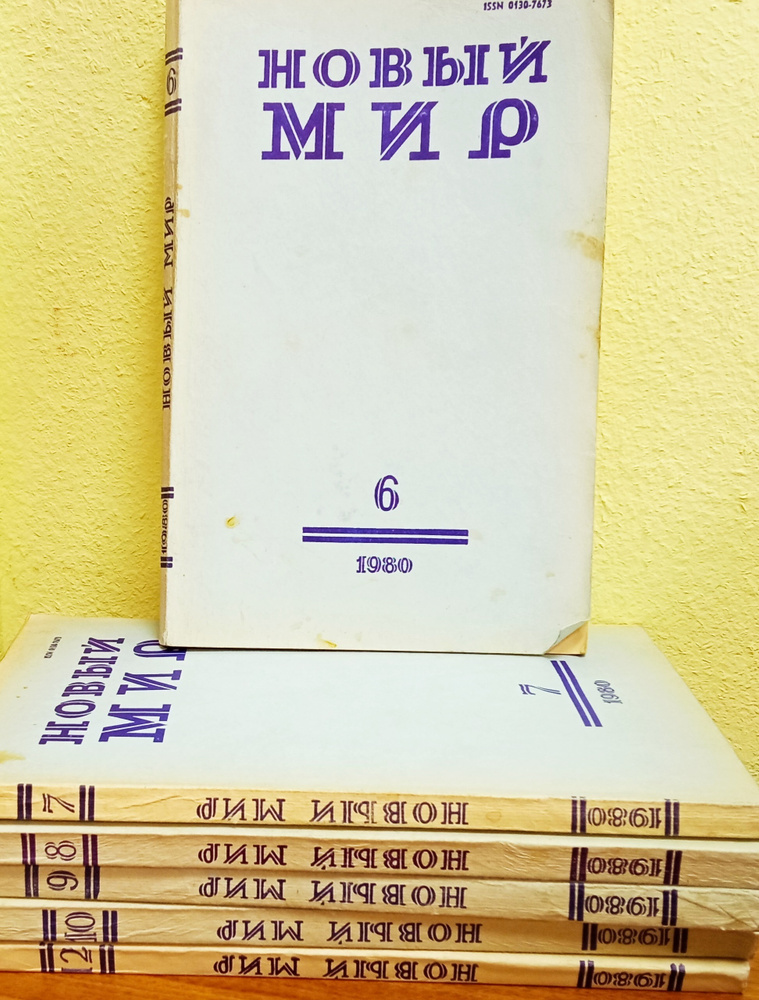 ISSN 0130-7673
НОВЫЙ
МИР
6
1980
6 НОВЫЙ МИР 1980
НОВЫЙ
МИР
7
1980
7 НОВЫЙ МИР 1980
8 НОВЫЙ МИР 1980
9 НОВЫЙ МИР 1980
10 НОВЫЙ МИР 1980
12 НОВЫЙ МИР 1980